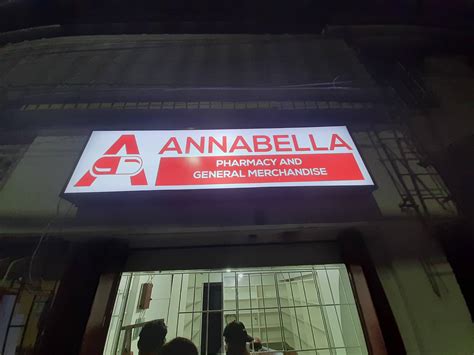 A ANNABELLA
PHARMACY AND
GENERAL MERCHANDISE